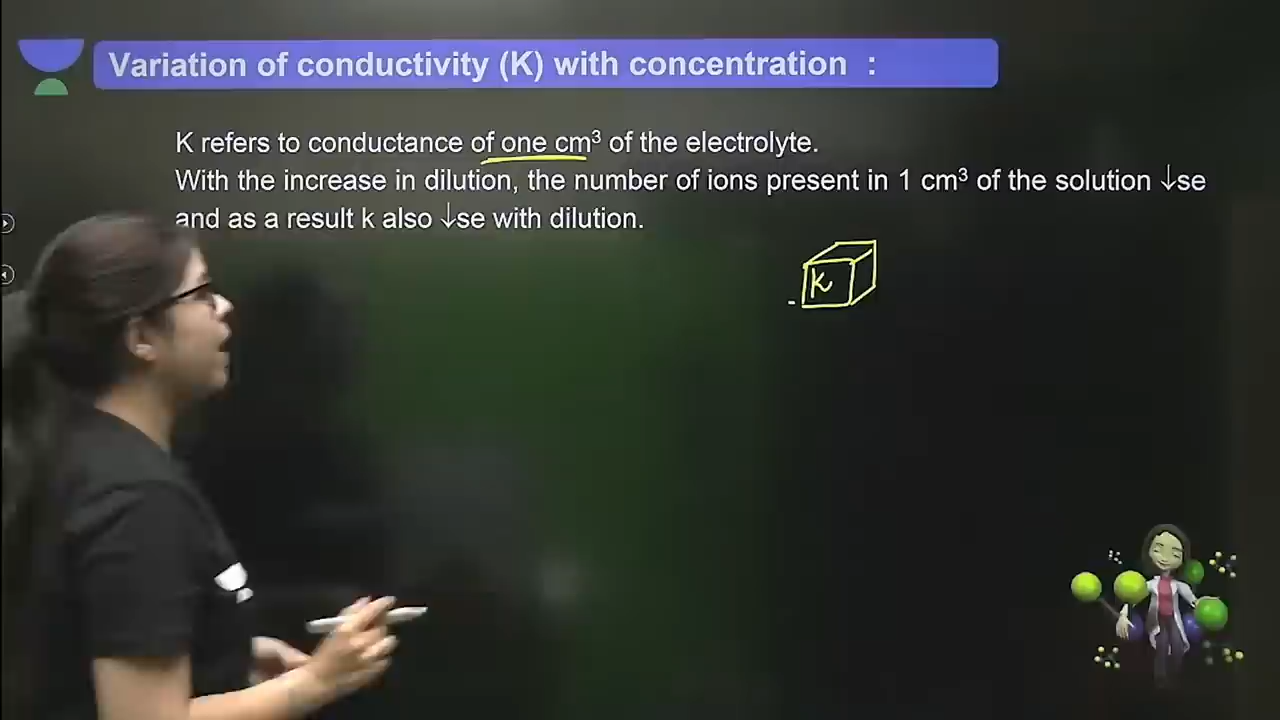 Variation of conductivity (K) with concentration :
K refers to conductance of one cm³ of the electrolyte.
With the increase in dilution, the number of ions present in 1 cm³ of the solution ↓se
and as a result k also ↓se with dilution.
K